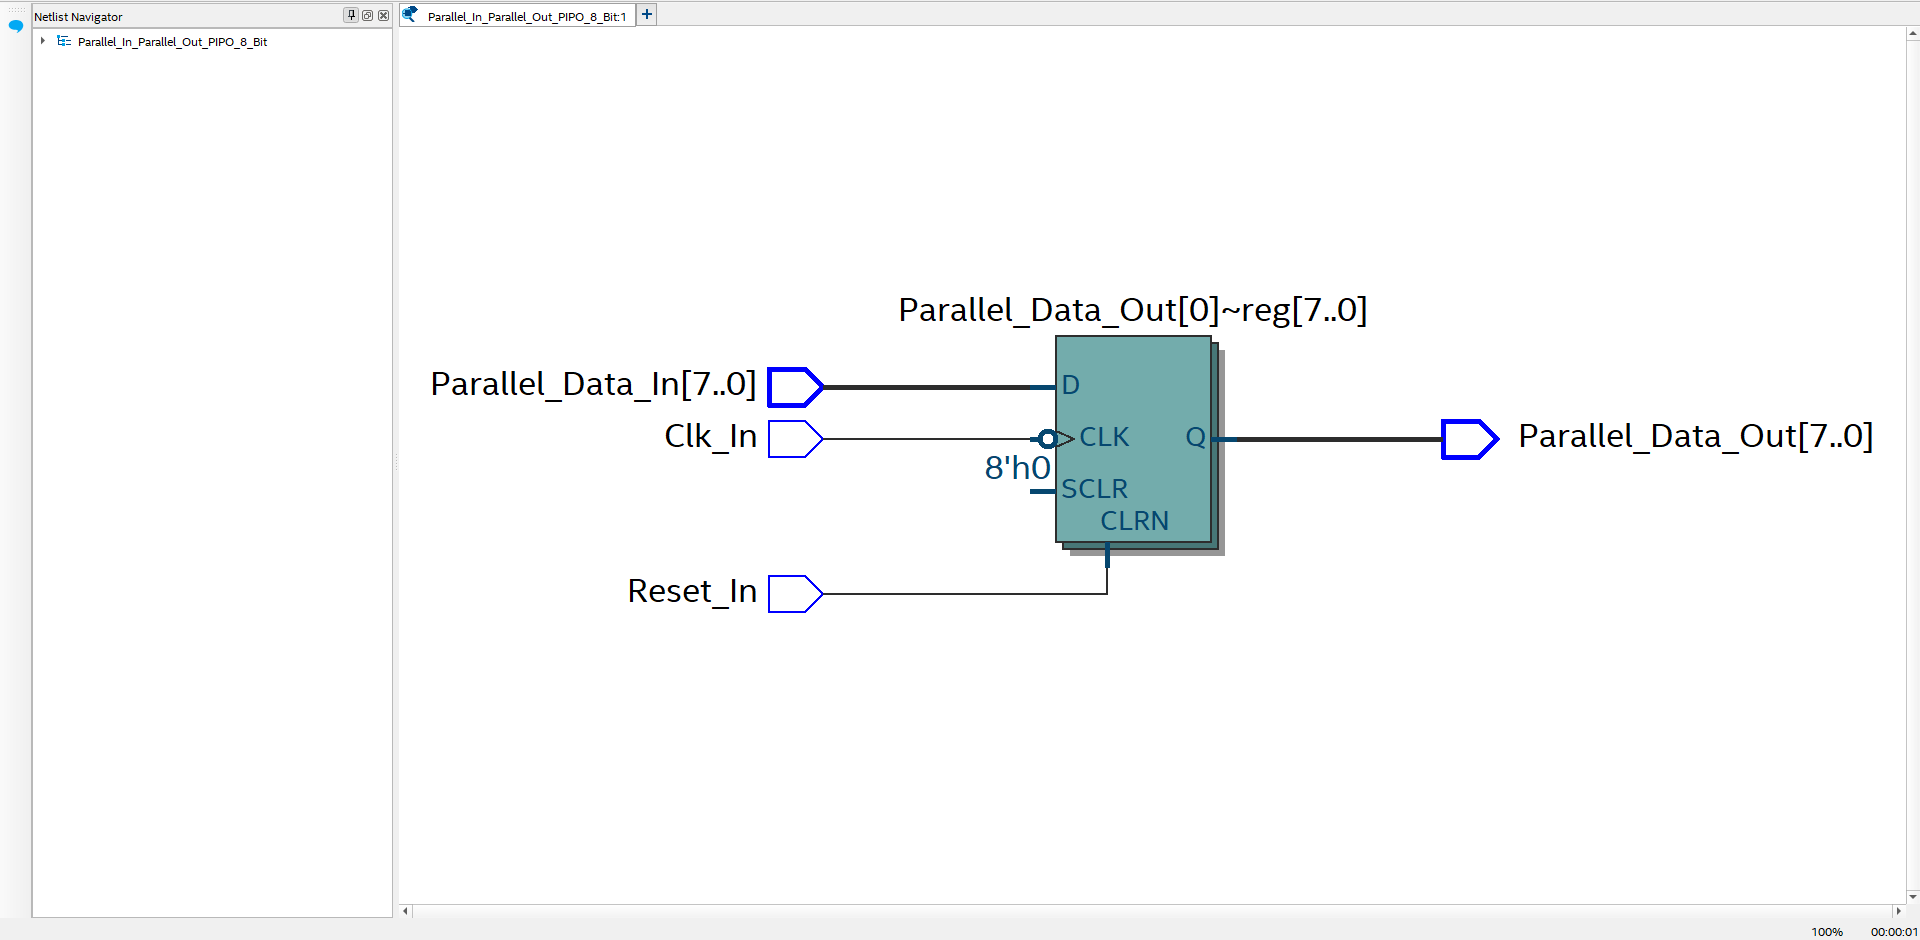 Netlist Navigator
Parallel_In_Parallel_Out_PIPO_8_Bit
Parallel_In_Parallel_Out_PIPO_8_Bit:1
Parallel_Data_Out[0]~reg[7..0]
Parallel_Data_In[7..0]
D
Clk_In
CLK
Q
Parallel_Data_Out[7..0]
8'h0
SCLR
CLRN
Reset_In
100%
00:00:01